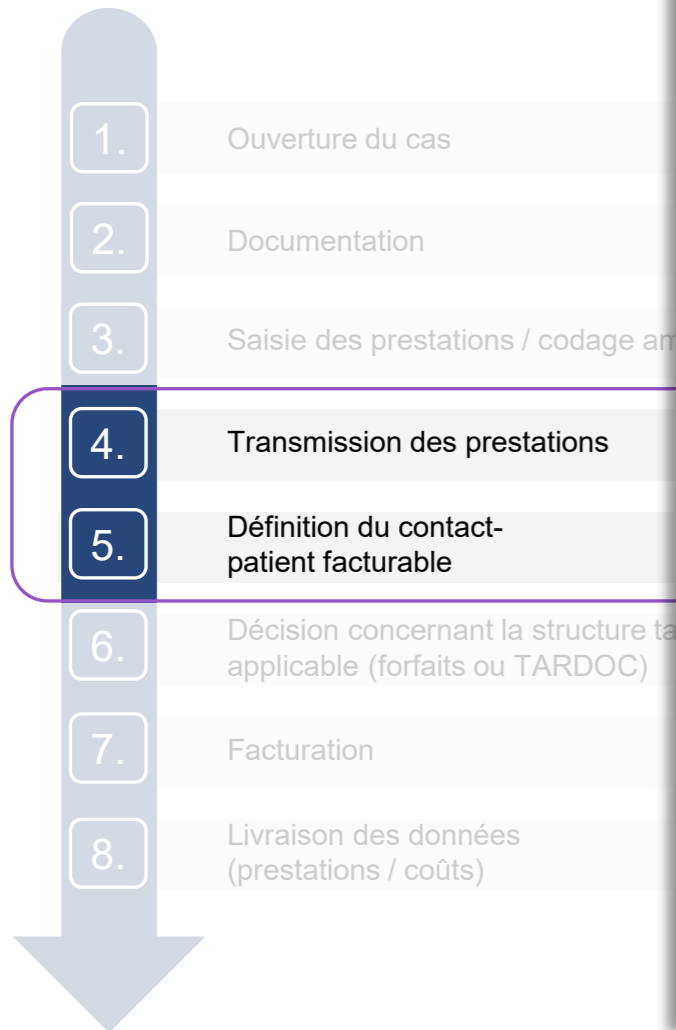 1.
Ouverture du cas
2.
Documentation
3.
Saisie des prestations / codage
4.
Transmission des prestations
5.
Définition du contact-
patient facturable
6.
Décision concernant la structure
applicable (forfaits ou TARDOC)
7.
Facturation
8.
Livraison des données
(prestations / coûts)